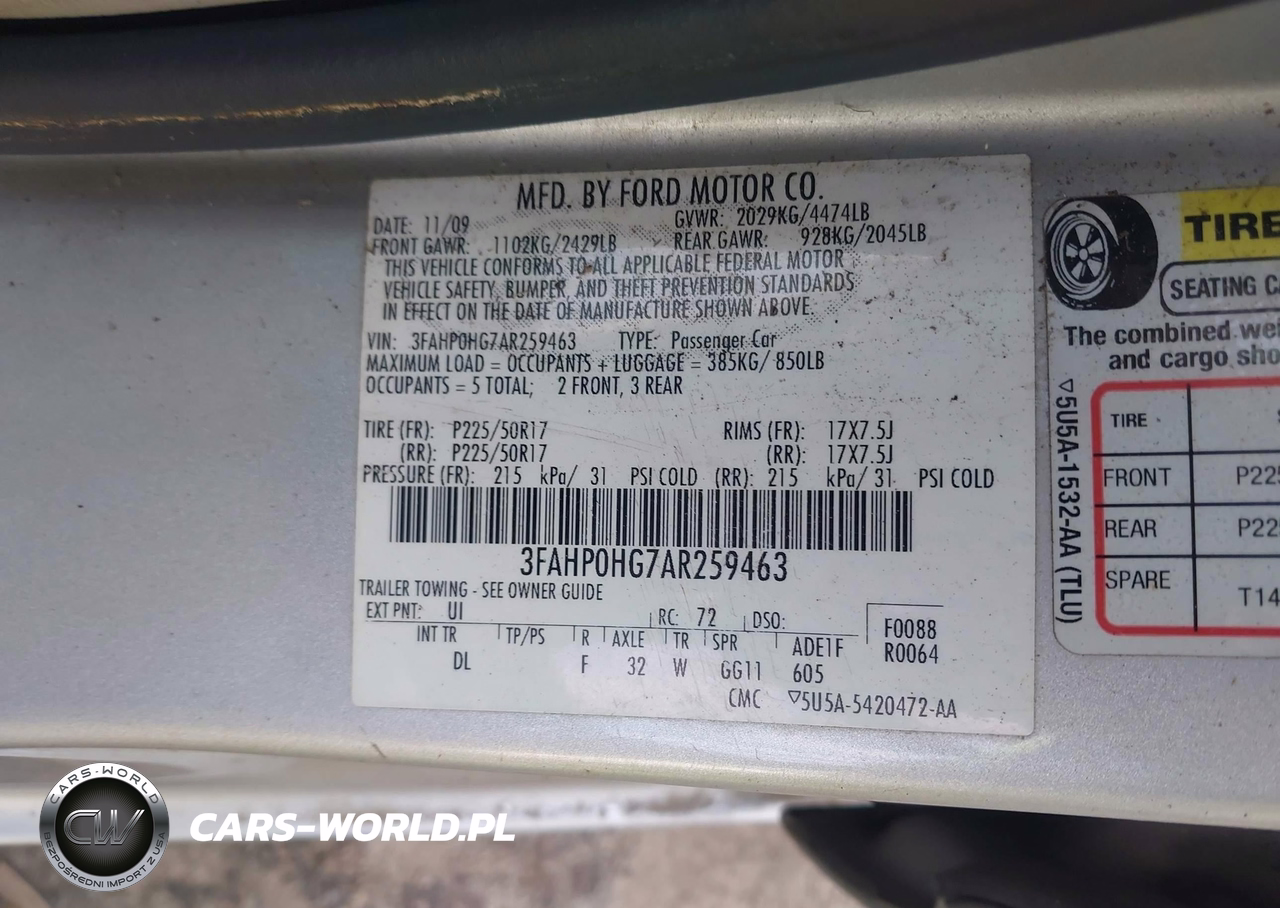 MFD. BY FORD MOTOR CO.
DATE: 11/09
GVWR: 2029KG/4474LB
FRONT GAWR: 1102KG/2429LB
REAR GAWR: 928KG/2045LB
THIS VEHICLE CONFORMS TO ALL APPLICABLE FEDERAL MOTOR
VEHICLE SAFETY, BUMPER, AND THEFT PREVENTION STANDARDS
IN EFFECT ON THE DATE OF MANUFACTURE SHOWN ABOVE.
VIN: 3FAHP0HG7AR259463 TYPE: Passenger Car
MAXIMUM LOAD = OCCUPANTS + LUGGAGE = 385KG/ 850LB
OCCUPANTS = 5 TOTAL; 2 FRONT, 3 REAR
TIRE (FR): P225/50R17 RIMS (FR): 17X7.5J
(RR): P225/50R17 (RR): 17X7.5J
PRESSURE (FR): 215 kPa/ 31 PSI COLD (RR): 215 kPa/ 31 PSI COLD
3FAHP0HG7AR259463
TRAILER TOWING - SEE OWNER GUIDE
EXT PNT: UI RC: 72 DSO:
F0088
R0064
INT TR TP/PS R AXLE TR SPR ADE1F
DL F 32 W GG11 605
CMC ▽5U5A-5420472-AA
TIRE
SEATING
The combined
and cargo
▽5U5A-1532-AA (TLU)
TIRE
FRONT P225
REAR P22
SPARE T14
CARS-WORLD
CW
BEZPOŚREDNI IMPORT Z USA
CARS-WORLD.PL